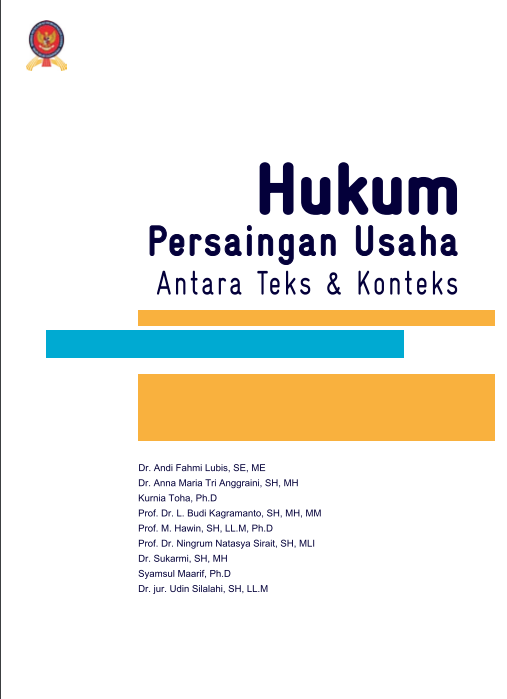 Hukum
Persaingan Usaha
Antara Teks & Konteks
Dr. Andi Fahmi Lubis, SE, ME
Dr. Anna Maria Tri Anggraini, SH, MH
Kurnia Toha, Ph.D
Prof. Dr. L. Budi Kagramanto, SH, MH, MM
Prof. M. Hawin, SH, LL.M, Ph.D
Prof. Dr. Ningrum Natasya Sirait, SH, MLI
Dr. Sukarmi, SH, MH
Syamsul Maarif, Ph.D
Dr. jur. Udin Silalahi, SH, LL.M